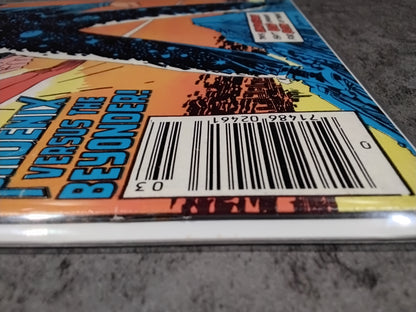 PHOENIX
VERSUS THE
BEYONDER!
71486 02461
0
03